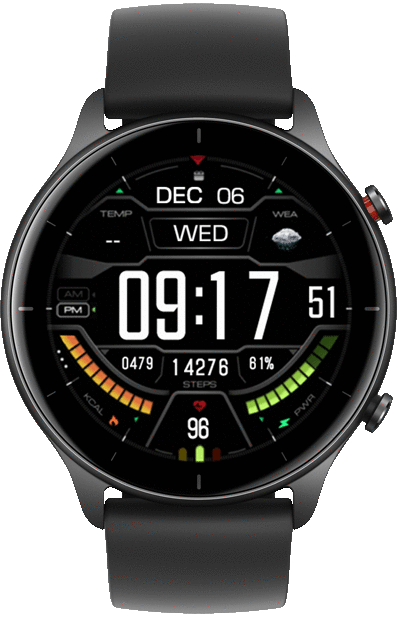 DEC 06
TEMP
WEA
--
WED
AM
PM
09:17
51
0479
14276
61%
STEPS
KCAL
PWR
96